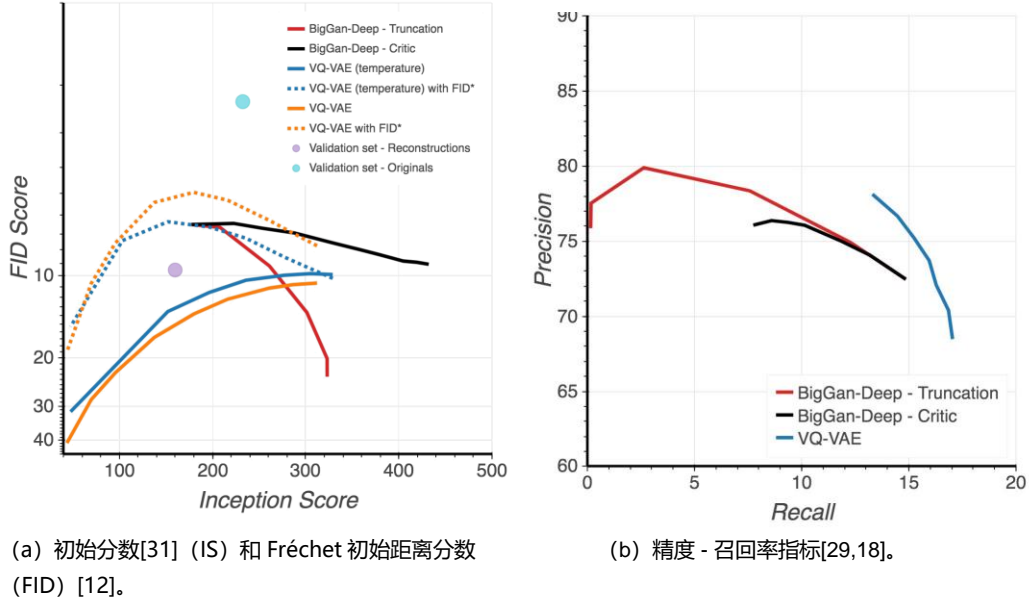 BigGan-Deep - Truncation
BigGan-Deep - Critic
VQ-VAE (temperature)
VQ-VAE (temperature) with FID*
VQ-VAE
VQ-VAE with FID*
Validation set - Reconstructions
Validation set - Originals
FID Score
10
20
30
40
100
200
300
400
500
Inception Score
90
85
80
75
70
65
60
Precision
BigGan-Deep - Truncation
BigGan-Deep - Critic
VQ-VAE
0
5
10
15
20
Recall
(a) 初始分数[31] (IS) 和 Fréchet 初始距离分数
(FID) [12]。
(b) 精度 - 召回率指标[29,18]。